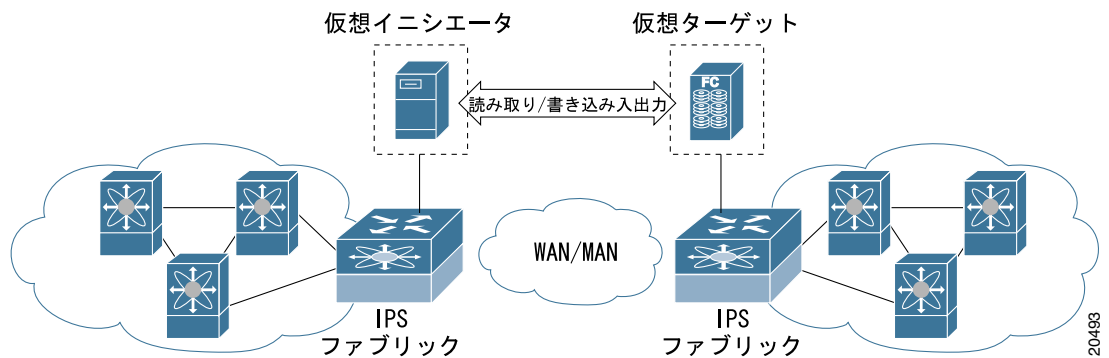 仮想イニシエータ
仮想ターゲット
FC
読み取り/書き込み入出力
WAN/MAN
IPS
ファブリック
IPS
ファブリック
20493